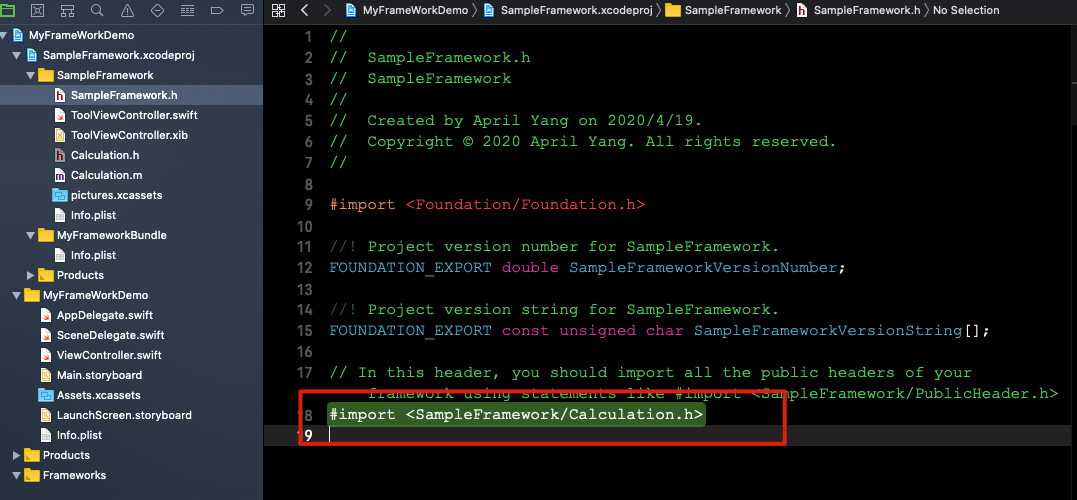 MyFrameWorkDemo
SampleFramework.xcodeproj
SampleFramework
SampleFramework.h
ToolViewController.swift
ToolViewController.xib
Calculation.h
Calculation.m
pictures.xcassets
Info.plist
MyFrameworkBundle
Info.plist
Products
MyFrameWorkDemo
AppDelegate.swift
SceneDelegate.swift
ViewController.swift
Main.storyboard
Assets.xcassets
LaunchScreen.storyboard
Info.plist
Products
Frameworks
MyFrameWorkDemo SampleFramework.xcodeproj SampleFramework SampleFramework.h No Selection
1 //
2 //  SampleFramework.h
3 //  SampleFramework
4 //
5 //  Created by April Yang on 2020/4/19.
6 //  Copyright © 2020 April Yang. All rights reserved.
7 //
8
9 #import <Foundation/Foundation.h>
10
11 //! Project version number for SampleFramework.
12 FOUNDATION_EXPORT double SampleFrameworkVersionNumber;
13
14 //! Project version string for SampleFramework.
15 FOUNDATION_EXPORT const unsigned char SampleFrameworkVersionString[];
16
17 // In this header, you should import all the public headers of your
framework using statements like #import <SampleFramework/PublicHeader.h>
18 #import <SampleFramework/Calculation.h>
19